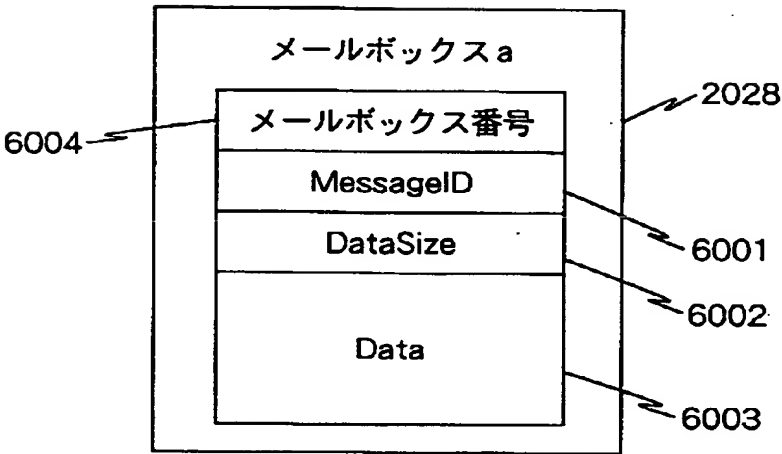 メールボックスa
2028
メールボックス番号
6004
MessageID
6001
DataSize
6002
Data
6003